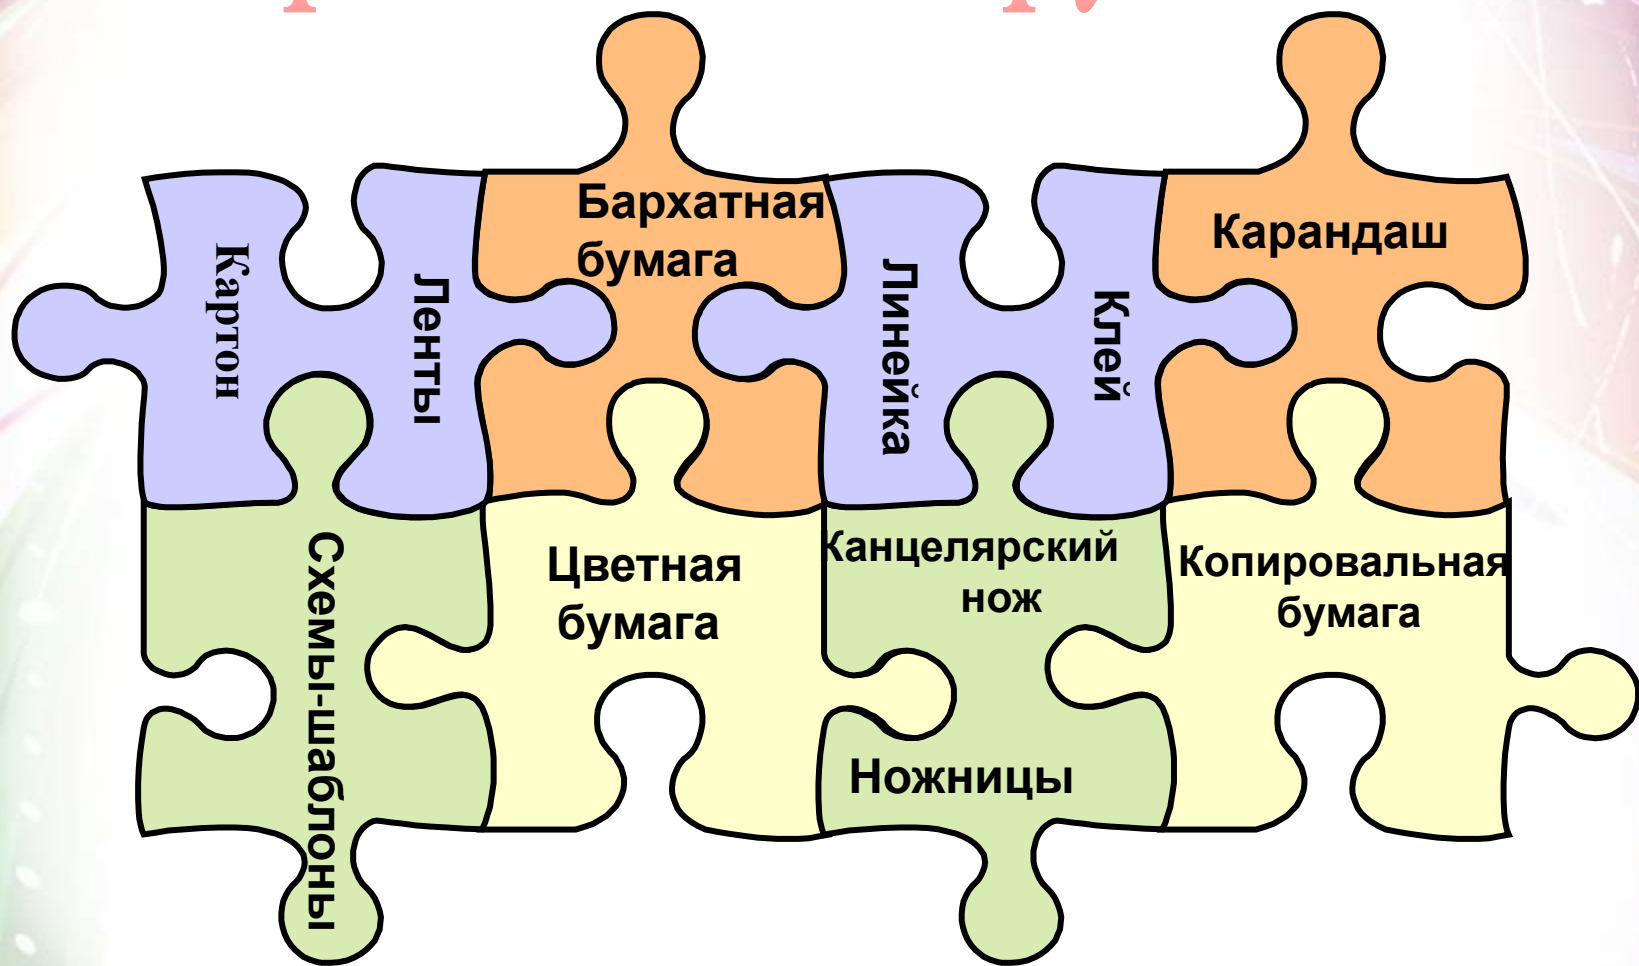 Картон
Ленты
Бархатная
бумага
Линейка
Клей
Карандаш
Схемы-шаблоны
Цветная
бумага
Канцелярский
нож
Ножницы
Копировальная
бумага